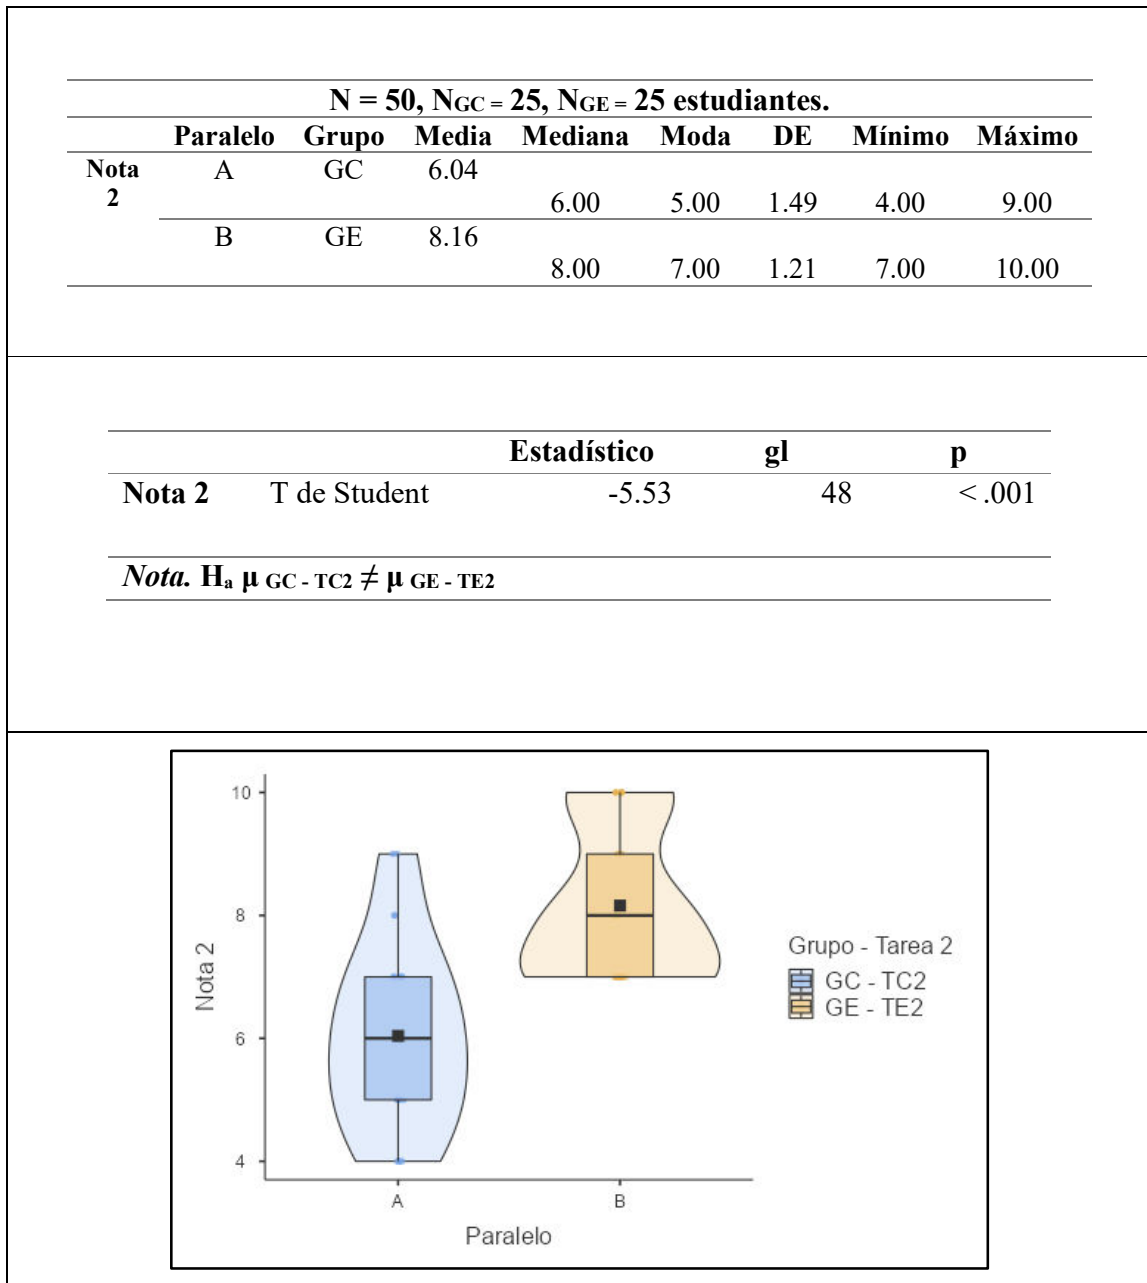 N = 50, NGC = 25, NGE = 25 estudiantes.
Paralelo Grupo Media Mediana Moda DE Mínimo Máximo
Nota 2 A GC 6.04 6.00 5.00 1.49 4.00 9.00
B GE 8.16 8.00 7.00 1.21 7.00 10.00
Estadístico gl p
Nota 2 T de Student -5.53 48 < .001
Nota. Ha μ GC - TC2 ≠ μ GE - TE2
10
8
6
4
Nota 2
A B
Paralelo
Grupo - Tarea 2
GC - TC2
GE - TE2